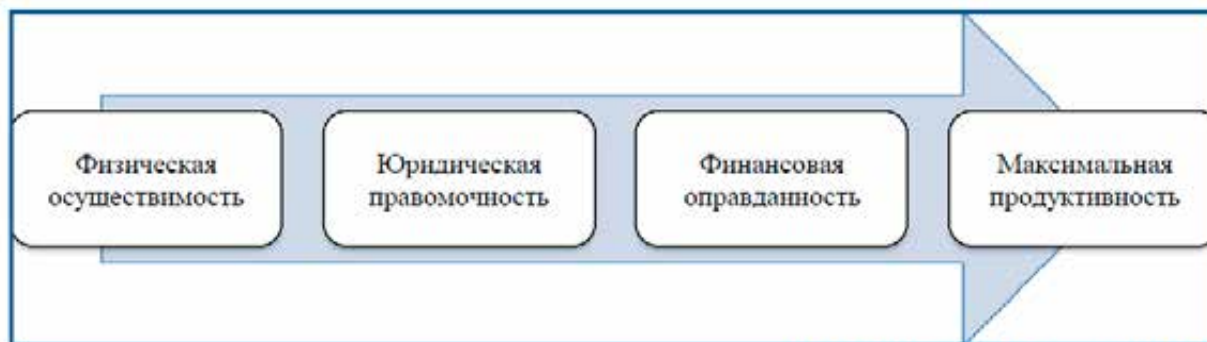 Физическая
осуществимость
Юридическая
правомочность
Финансовая
оправданность
Максимальная
продуктивность